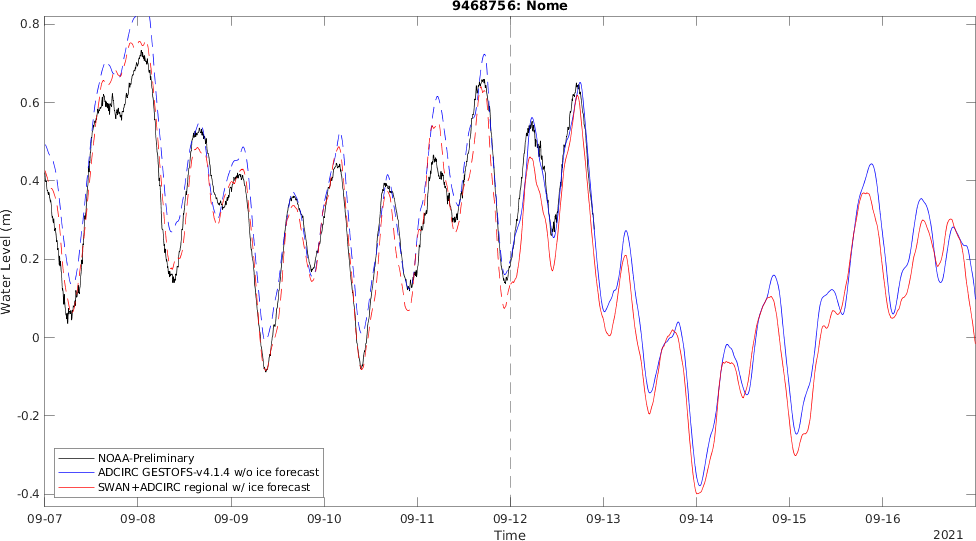 9468756: Nome
Water Level (m)
0.8
0.6
0.4
0.2
0
-0.2
-0.4
NOAA-Preliminary
ADCIRC GESTOFS-v4.1.4 w/o ice forecast
SWAN+ADCIRC regional w/ ice forecast
09-07 09-08 09-09 09-10 09-11 09-12 09-13 09-14 09-15 09-16
Time
2021